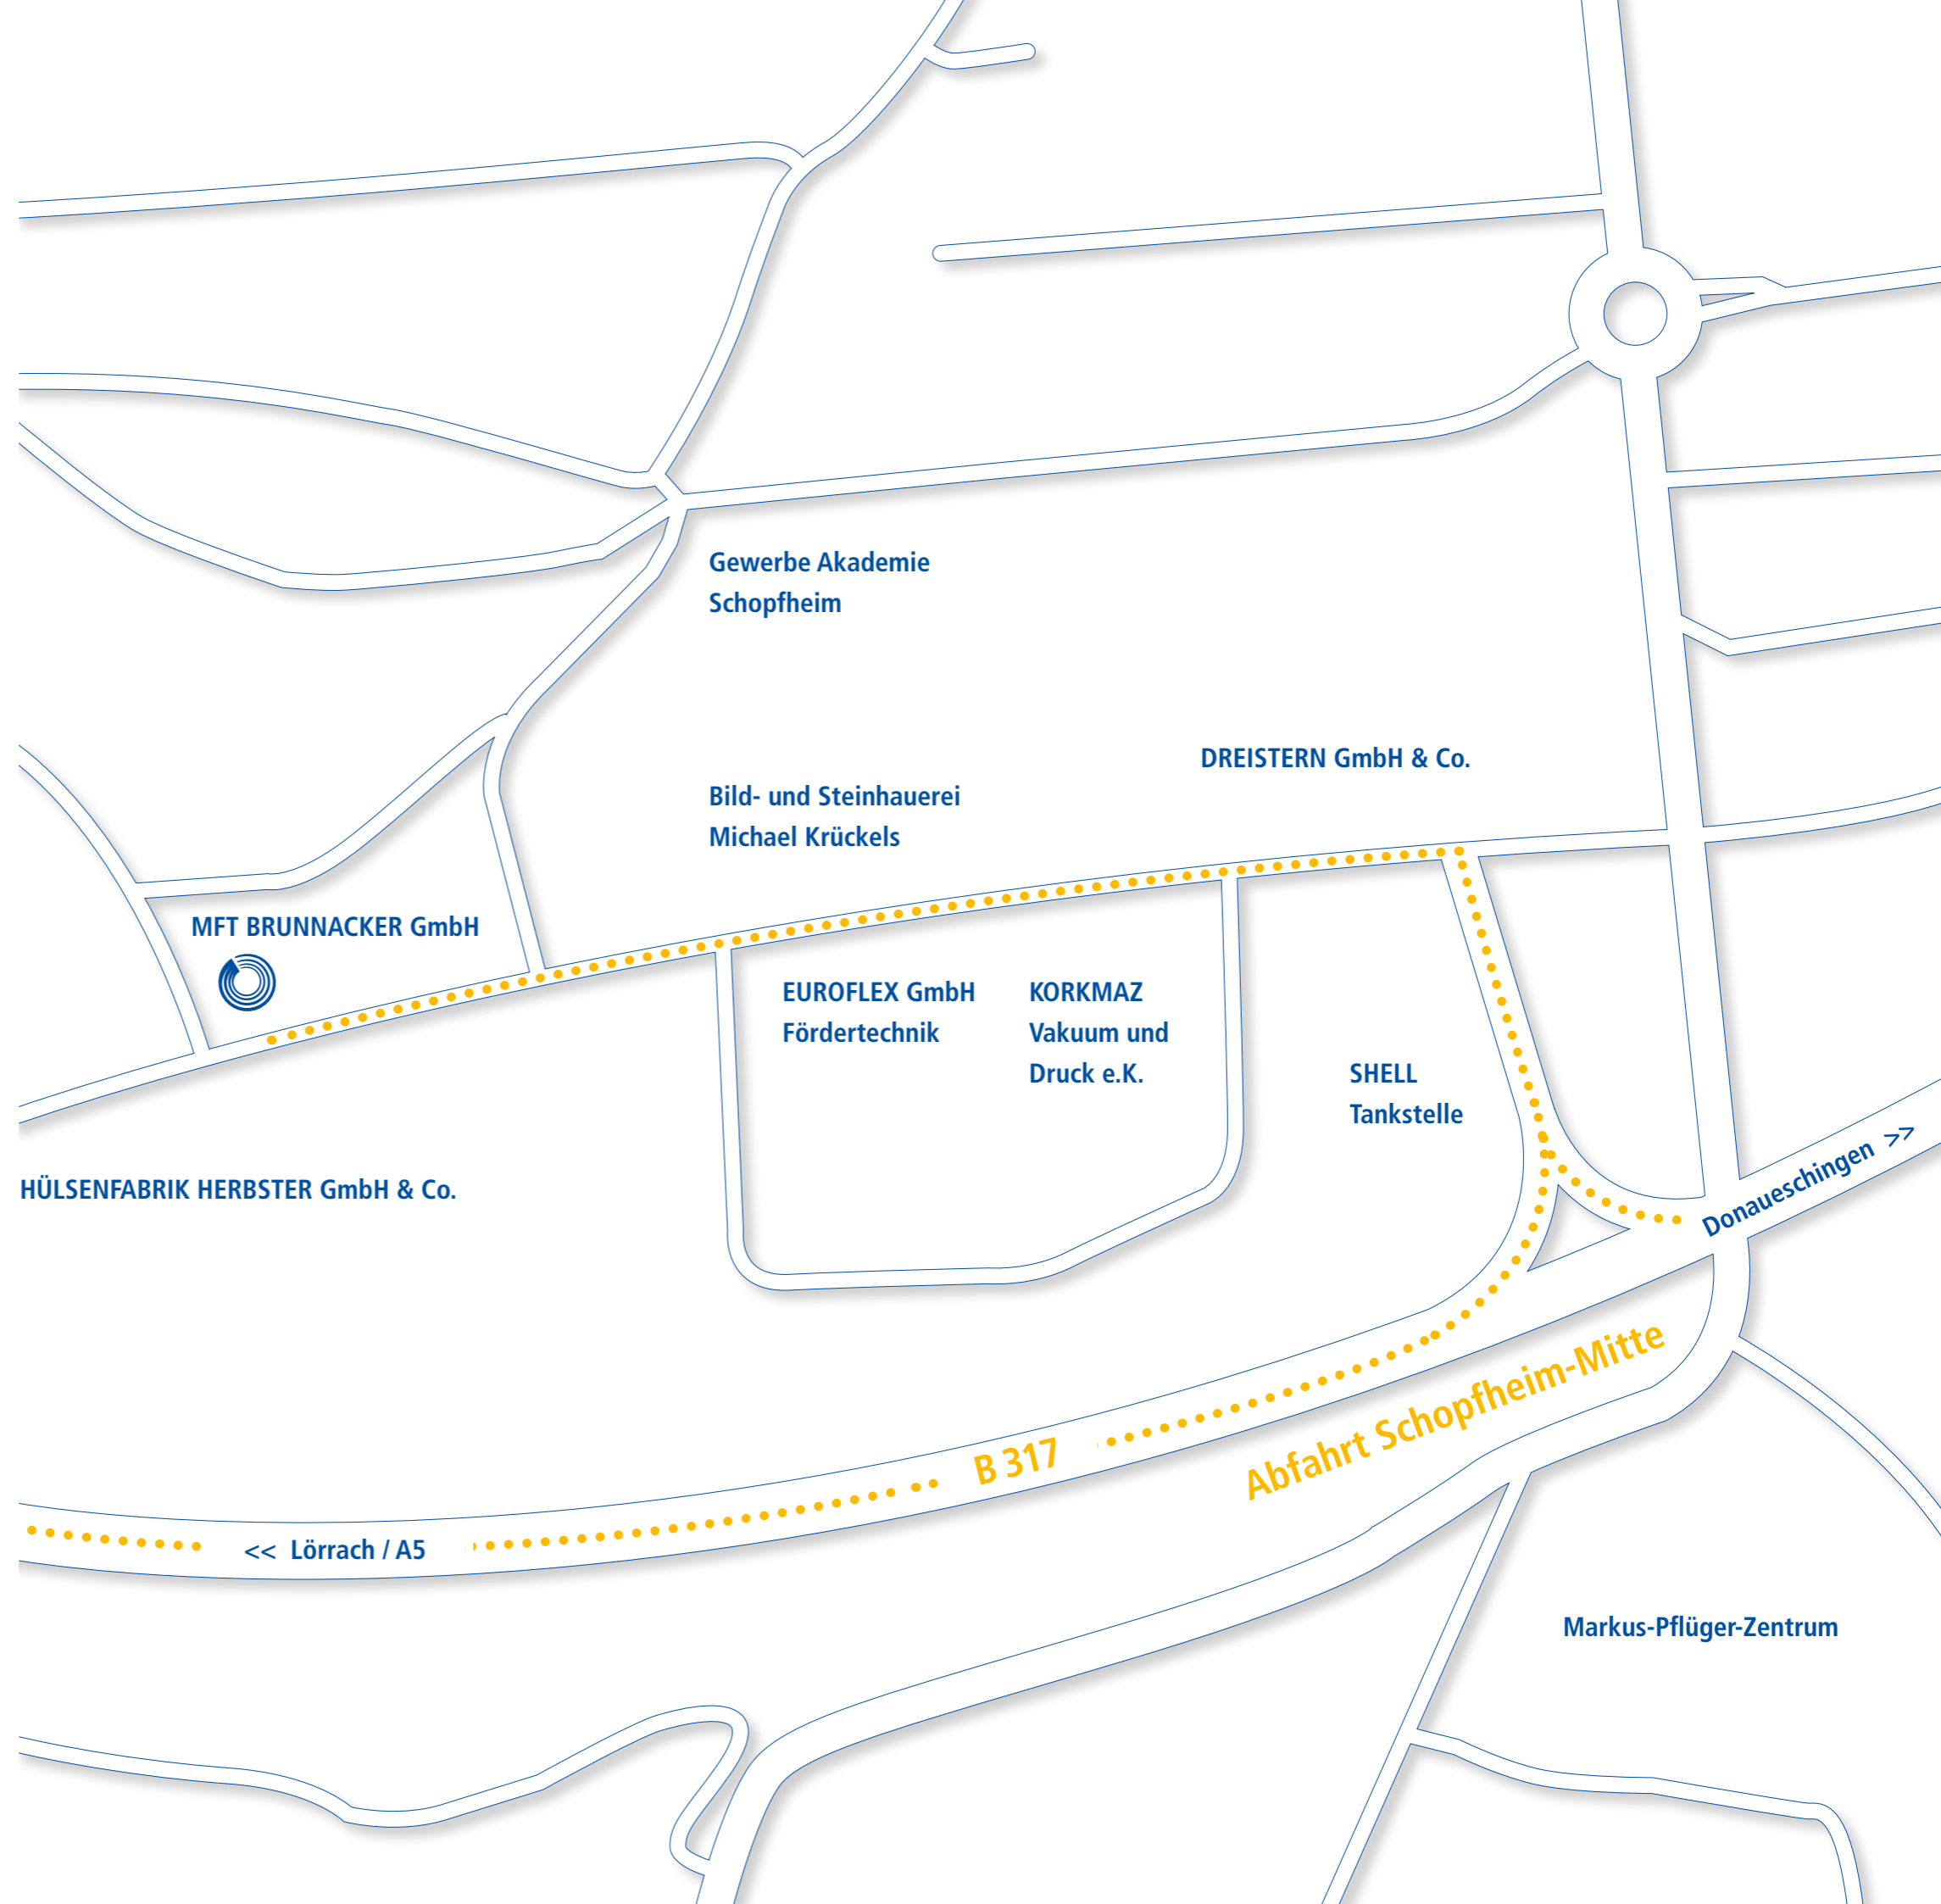 Gewerbe Akademie
Schopfheim
DREISTERN GmbH & Co.
Bild- und Steinhauerei
Michael Krückels
MFT BRUNNACKER GmbH
EUROFLEX GmbH
Fördertechnik
KORKMAZ
Vakuum und
Druck e.K.
SHELL
Tankstelle
HÜLSENFABRIK HERBSTER GmbH & Co.
Donaueschingen >>
Abfahrt Schopfheim-Mitte
B 317
<< Lörrach / A5
Markus-Pflüger-Zentrum